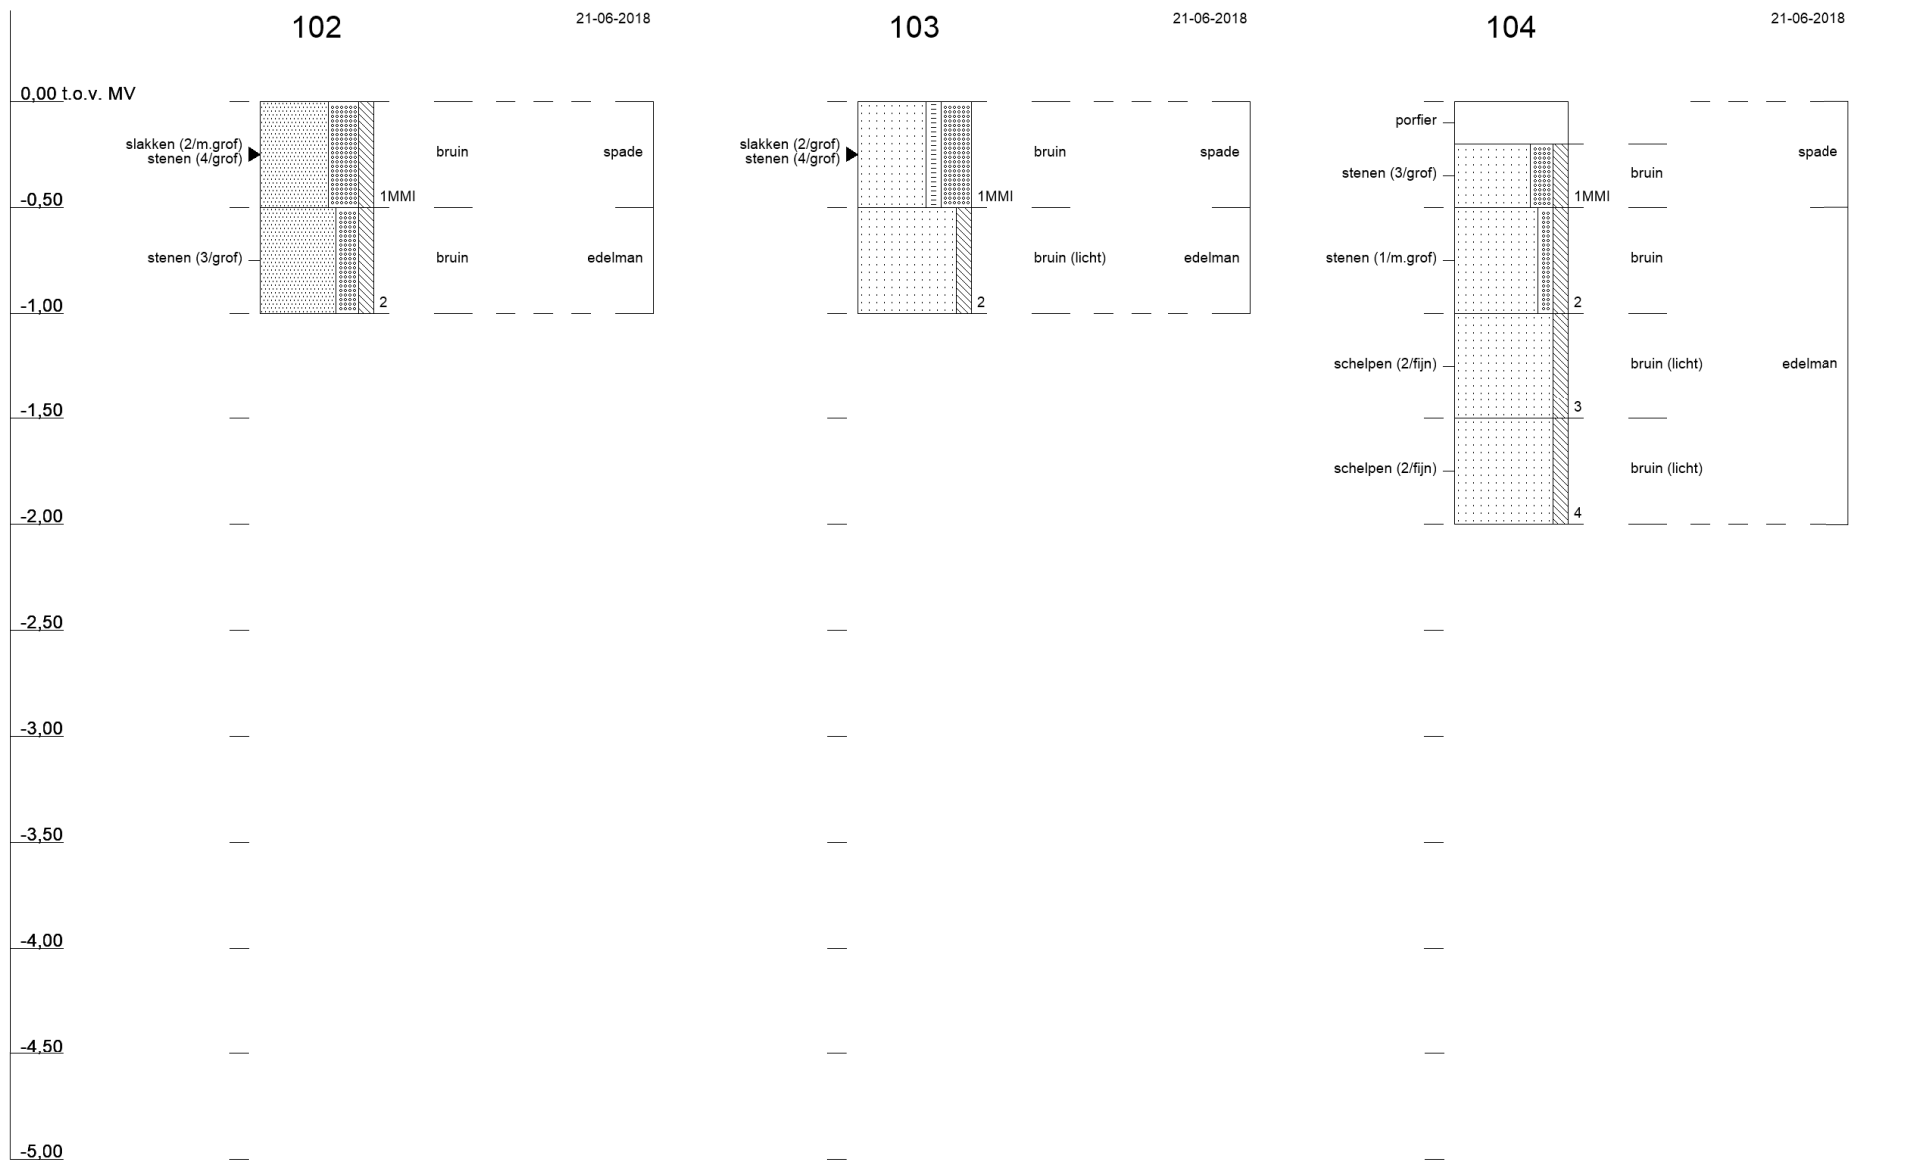 102
21-06-2018
103
21-06-2018
104
21-06-2018
0,00 t.o.v. MV
slakken (2/m.grof)
stenen (4/grof)
bruin
spade
1MMI
stenen (3/grof)
bruin
edelman
2
slakken (2/grof)
stenen (4/grof)
bruin
spade
1MMI
bruin (licht)
edelman
2
porfier
spade
stenen (3/grof)
bruin
1MMI
stenen (1/m.grof)
bruin
2
schelpen (2/fijn)
bruin (licht)
edelman
3
schelpen (2/fijn)
bruin (licht)
4
-0,50
-1,00
-1,50
-2,00
-2,50
-3,00
-3,50
-4,00
-4,50
-5,00